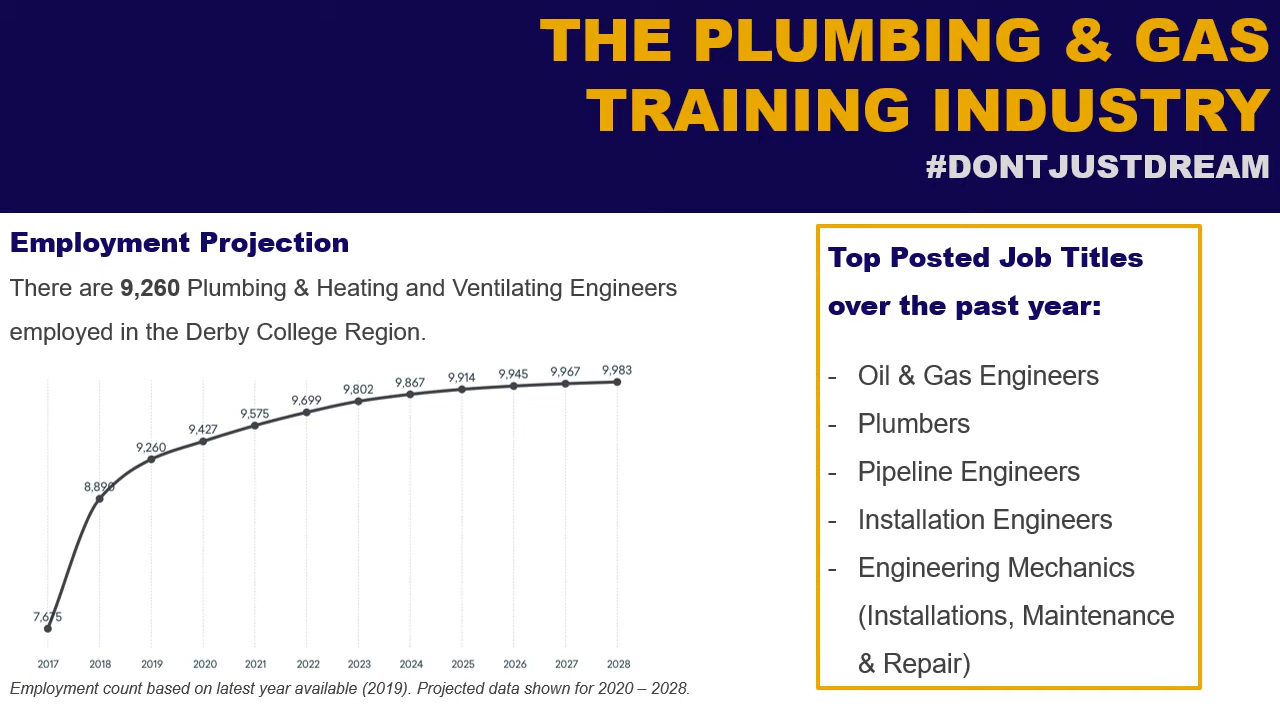 THE PLUMBING & GAS
TRAINING INDUSTRY
#DONTJUSTDREAM
Employment Projection
There are 9,260 Plumbing & Heating and Ventilating Engineers
employed in the Derby College Region.
7,675
8,890
9,260
9,427
9,575
9,699
9,802
9,867
9,914
9,945
9,967
9,983
2017 2018 2019 2020 2021 2022 2023 2024 2025 2026 2027 2028
Employment count based on latest year available (2019). Projected data shown for 2020 – 2028.
Top Posted Job Titles
over the past year:
- Oil & Gas Engineers
- Plumbers
- Pipeline Engineers
- Installation Engineers
- Engineering Mechanics
(Installations, Maintenance
& Repair)